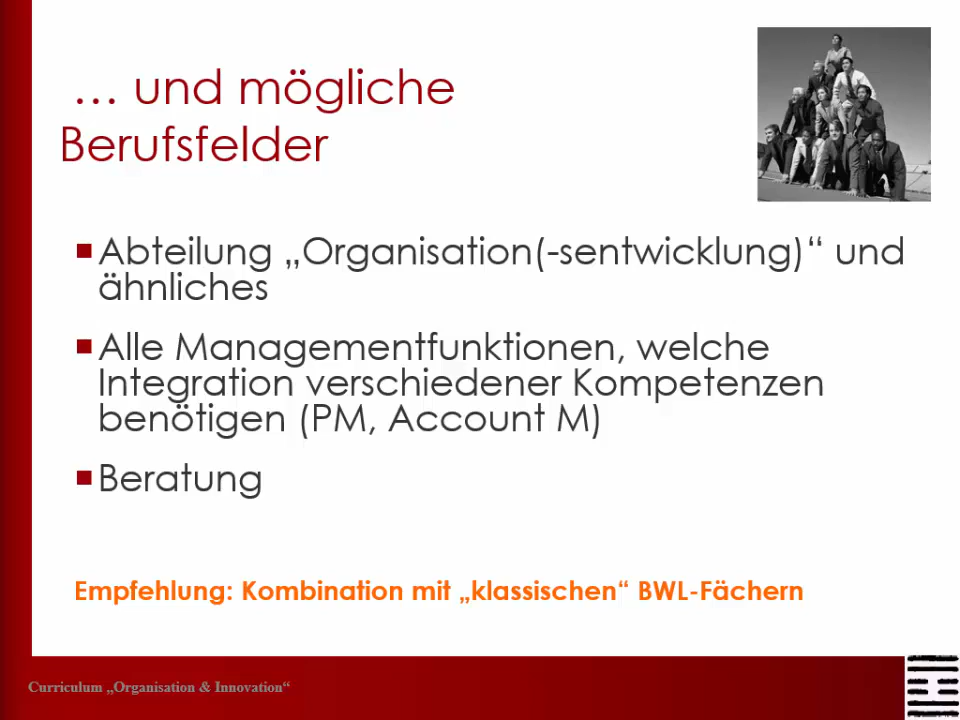 … und mögliche
Berufsfelder
Abteilung „Organisation(-sentwicklung)“ und
ähnliches
Alle Managementfunktionen, welche
Integration verschiedener Kompetenzen
benötigen (PM, Account M)
Beratung
Empfehlung: Kombination mit „klassischen“ BWL-Fächern
Curriculum „Organisation & Innovation“